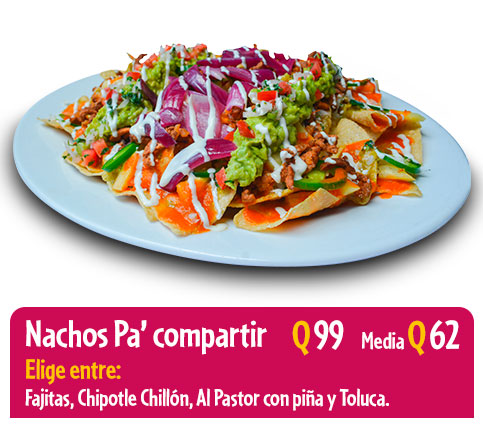 Nachos Pa’ compartir Q99 Media Q62
Elige entre:
Fajitas, Chipotle Chillón, Al Pastor con piña y Toluca.